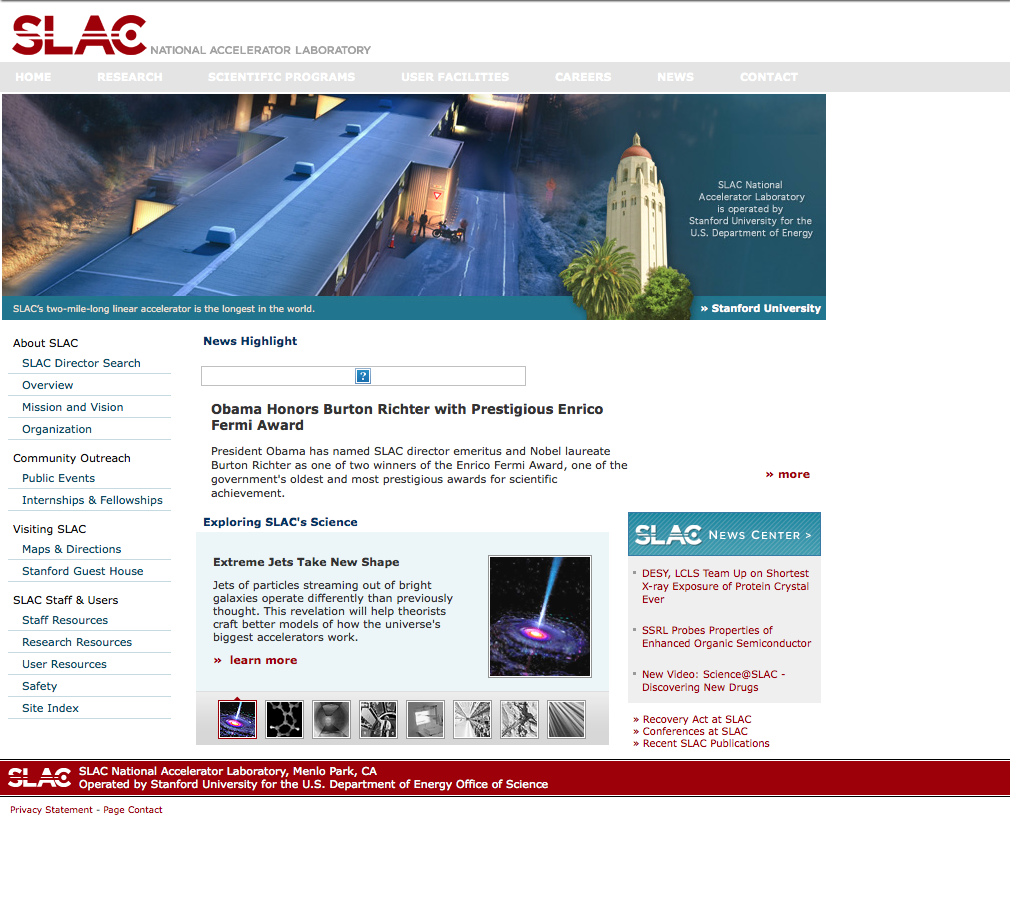 SLAC NATIONAL ACCELERATOR LABORATORY
HOME RESEARCH SCIENTIFIC PROGRAMS USER FACILITIES CAREERS NEWS CONTACT
SLAC National
Accelerator Laboratory
is operated by
Stanford University for the
U.S. Department of Energy
SLAC's two-mile-long linear accelerator is the longest in the world.
» Stanford University
About SLAC
SLAC Director Search
Overview
Mission and Vision
Organization
Community Outreach
Public Events
Internships & Fellowships
Visiting SLAC
Maps & Directions
Stanford Guest House
SLAC Staff & Users
Staff Resources
Research Resources
User Resources
Safety
Site Index
News Highlight
?
Obama Honors Burton Richter with Prestigious Enrico
Fermi Award
President Obama has named SLAC director emeritus and Nobel laureate
Burton Richter as one of two winners of the Enrico Fermi Award, one of the
government's oldest and most prestigious awards for scientific
achievement.
» more
Exploring SLAC's Science
Extreme Jets Take New Shape
Jets of particles streaming out of bright
galaxies operate differently than previously
thought. This revelation will help theorists
craft better models of how the universe's
biggest accelerators work.
» learn more
SLAC NEWS CENTER >
DESY, LCLS Team Up on Shortest
X-ray Exposure of Protein Crystal
Ever
SSRL Probes Properties of
Enhanced Organic Semiconductor
New Video: Science@SLAC -
Discovering New Drugs
» Recovery Act at SLAC
» Conferences at SLAC
» Recent SLAC Publications
SLAC
SLAC National Accelerator Laboratory, Menlo Park, CA
Operated by Stanford University for the U.S. Department of Energy Office of Science
Privacy Statement - Page Contact